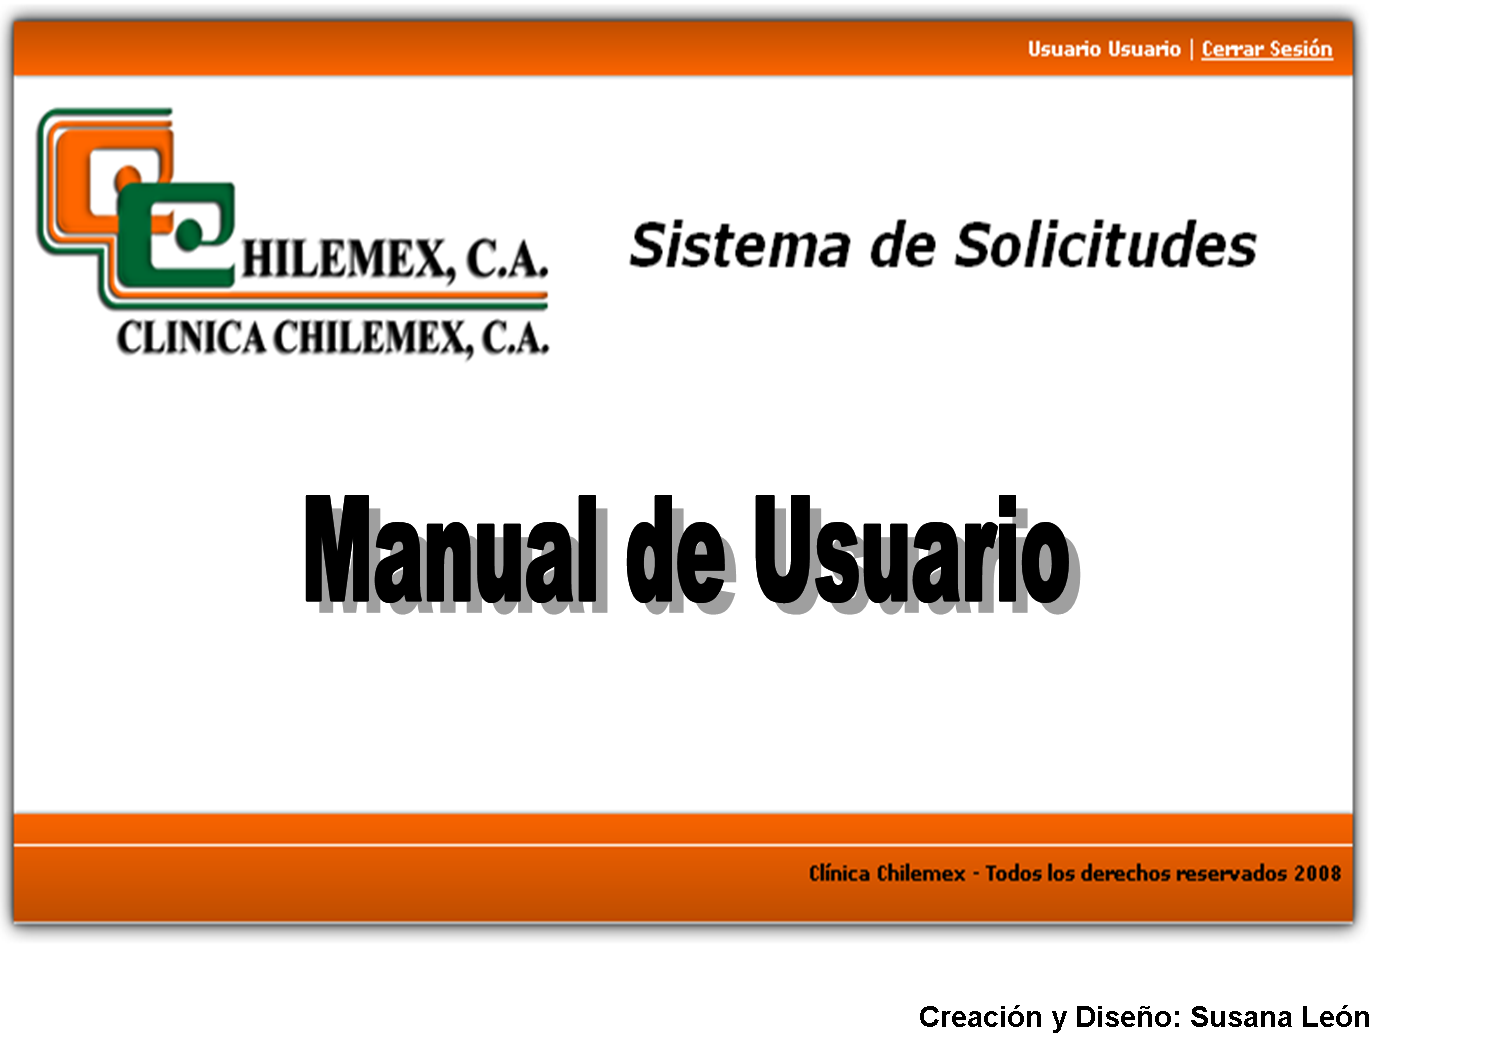 Usuario Usuario | Cerrar Sesión
CHILEMEX, C.A.
CLINICA CHILEMEX, C.A.
Sistema de Solicitudes
Manual de Usuario
Clínica Chilemex - Todos los derechos reservados 2008
Creación y Diseño: Susana León